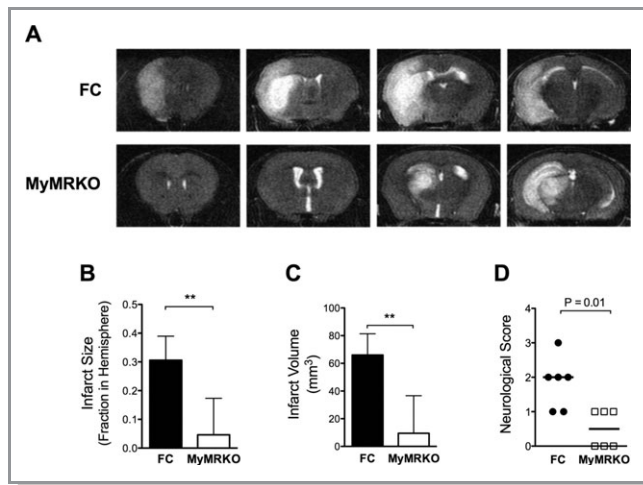 A
FC
MyMRKO
B
Infarct Size
(Fraction in Hemisphere)
0.5
0.4
0.3
0.2
0.1
0.0
**
FC MyMRKO
C
Infarct Volume
(mm³)
100
80
60
40
20
0
**
FC MyMRKO
D
Neurological Score
4
3
2
1
0
P = 0.01
FC MyMRKO